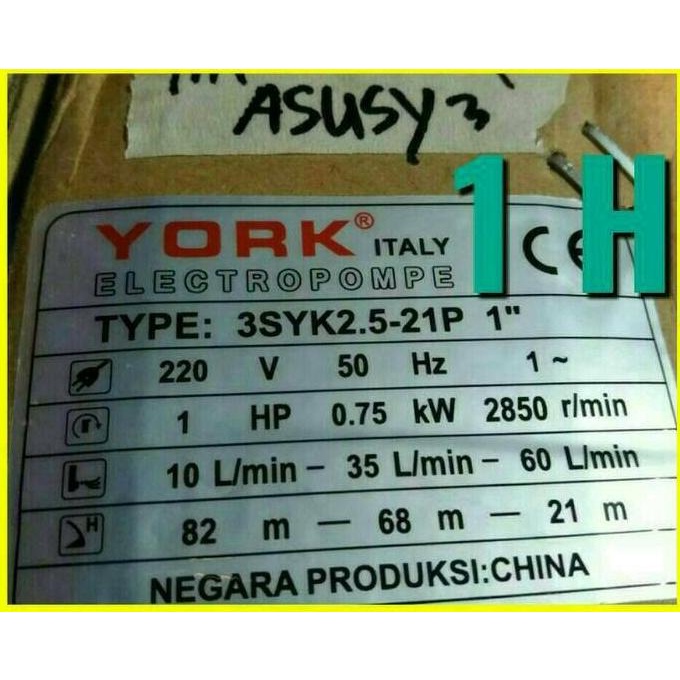 ASUSY3
1 H
YORK® ITALY CE
ELECTROPOMPE
TYPE: 3SYK2.5-21P 1"
220 V 50 Hz 1 ~
1 HP 0.75 kW 2850 r/min
10 L/min – 35 L/min – 60 L/min
H 82 m — 68 m — 21 m
NEGARA PRODUKSI:CHINA